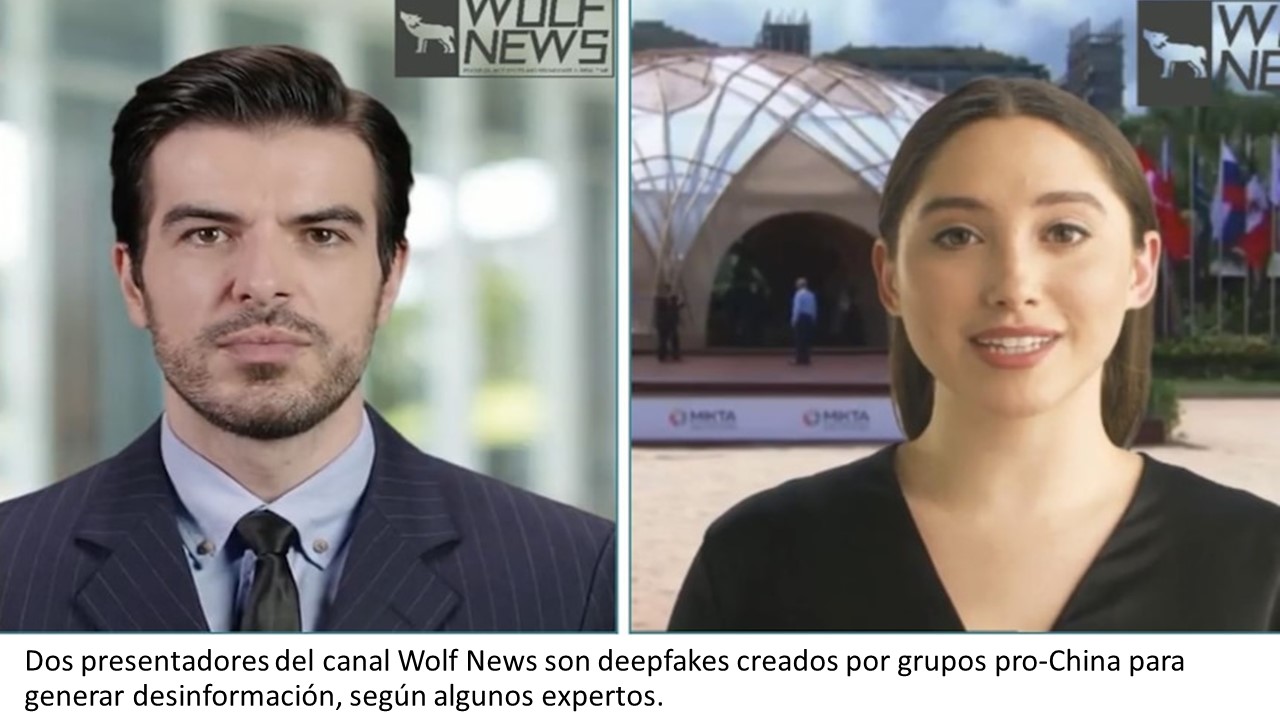 WOLF
NEWS
W
NE
MIKTA
MIKTA
Dos presentadores del canal Wolf News son deepfakes creados por grupos pro-China para
generar desinformación, según algunos expertos.